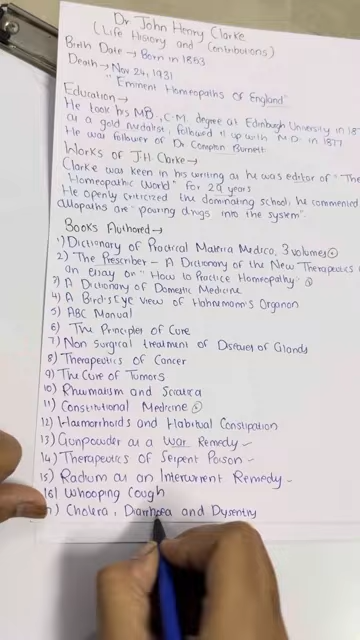 Dr John Henry Clarke
(Life History and Contributions)
Birth Date → Born in 1853
Death → Nov 24, 1931
"Eminent Homeopaths of England"
Education →
He took his MB, C.M. degree at Edinburgh University in 187
as a gold medalist, followed it up with M.D. in 1877
He was follower of Dr Compton Burnett
Works of J.H Clarke →
Clarke was keen in his writing as he was editor of "The
Homeopathic World" for 29 years
He openly criticized the dominating school, he commented
allopaths are "pouring drugs into the system".
Books Authored →
1) Dictionary of Practical Materia Medica, 3 volumes
2) "The Prescriber - A Dictionary of the New Therapeutics
an essay on "How to Practice Homeopathy"
3) A Dictionary of Domestic Medicine
4) A Bird's Eye View of Hahnemann's Organon
5) ABC Manual
6) The Principles of Cure
7) Non Surgical treatment of Diseases of Glands
8) Therapeutics of Cancer
9) The Cure of Tumors
10) Rheumatism and Sciatica
11) Constitutional Medicine
12) Haemorrhoids and Habitual Constipation
13) Gunpowder as a War Remedy -
14) Therapeutics of Serpent Poison -
15) Radium as an Intercurrent Remedy -
16) Whooping Cough
) Cholera, Diarrhoea and Dysentry